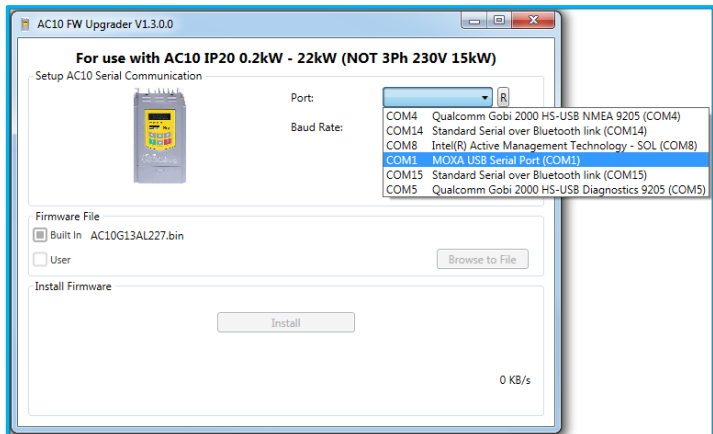 AC10 FW Upgrader V1.3.0.0
For use with AC10 IP20 0.2kW - 22kW (NOT 3Ph 230V 15kW)
Setup AC10 Serial Communication
Port:
R
Baud Rate:
COM4 Qualcomm Gobi 2000 HS-USB NMEA 9205 (COM4)
COM14 Standard Serial over Bluetooth link (COM14)
COM8 Intel(R) Active Management Technology - SOL (COM8)
COM1 MOXA USB Serial Port (COM1)
COM15 Standard Serial over Bluetooth link (COM15)
COM5 Qualcomm Gobi 2000 HS-USB Diagnostics 9205 (COM5)
Firmware File
Built In AC10G13AL227.bin
User
Browse to File
Install Firmware
Install
0 KB/s